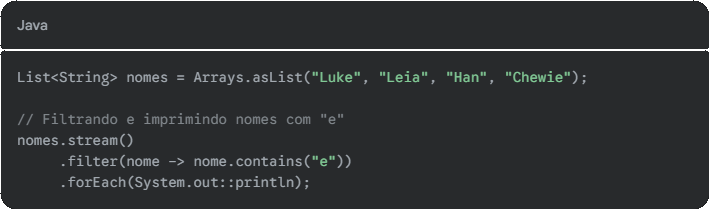 Java
List<String> nomes = Arrays.asList("Luke", "Leia", "Han", "Chewie");
// Filtrando e imprimindo nomes com "e"
nomes.stream()
.filter(nome -> nome.contains("e"))
.forEach(System.out::println);